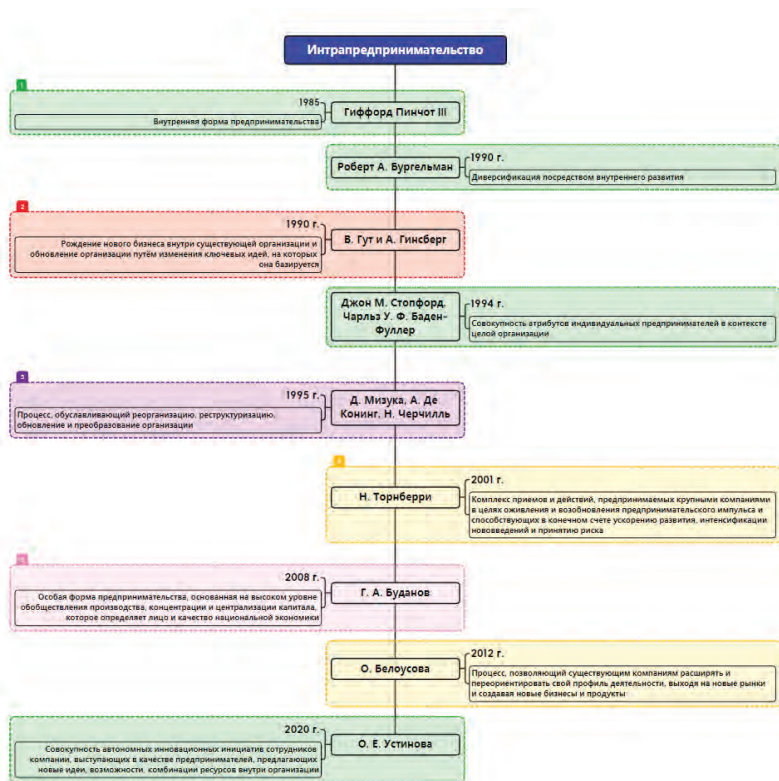 Интрапредпринимательство
1
1985
Гиффорд Пинчот III
Внутренняя форма предпринимательства
1990 г.
Роберт А. Бургельман
Диверсификация посредством внутреннего развития
2
1990 г.
В. Гут и А. Гинсберг
Рождение нового бизнеса внутри существующей организации и
обновление организации путём изменения ключевых идей, на которых
она базируется
Джон М. Стопфорд,
Чарльз У. Ф. Баден-
Фуллер
1994 г.
Совокупность атрибутов индивидуальных предпринимателей в контексте
целой организации
3
1995 г.
Д. Мизука, А. Де
Конинг, Н. Черчилль
Процесс, обуславливающий реорганизацию, реструктуризацию,
обновление и преобразование организации
4
2001 г.
Н. Торнберри
Комплекс приемов и действий, предпринимаемых крупными компаниями
в целях оживления и возобновления предпринимательского импульса и
способствующих в конечном счете ускорению развития, интенсификации
нововведений и принятию риска
2008 г.
Г. А. Буданов
Особая форма предпринимательства, основанная на высоком уровне
обобществления производства, концентрации и централизации капитала,
которое определяет лицо и качество национальной экономики
2012 г.
О. Белоусова
Процесс, позволяющий существующим компаниям расширять и
переориентировать свой профиль деятельности, выходя на новые рынки
и создавая новые бизнесы и продукты
2020 г.
О. Е. Устинова
Совокупность автономных инновационных инициатив сотрудников
компании, выступающих в качестве предпринимателей, предлагающих
новые идеи, возможности, комбинации ресурсов внутри организации